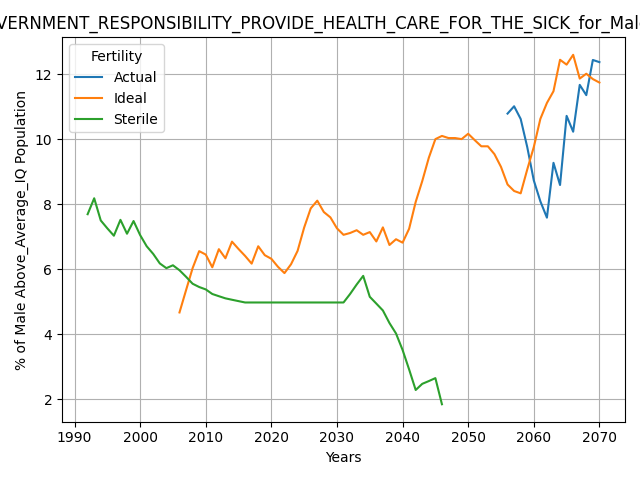 VERNMENT_RESPONSIBILITY_PROVIDE_HEALTH_CARE_FOR_THE_SICK_for_Mal
Fertility
Actual
Ideal
Sterile
% of Male Above_Average_IQ Population
12
10
8
6
4
2
1990 2000 2010 2020 2030 2040 2050 2060 2070
Years